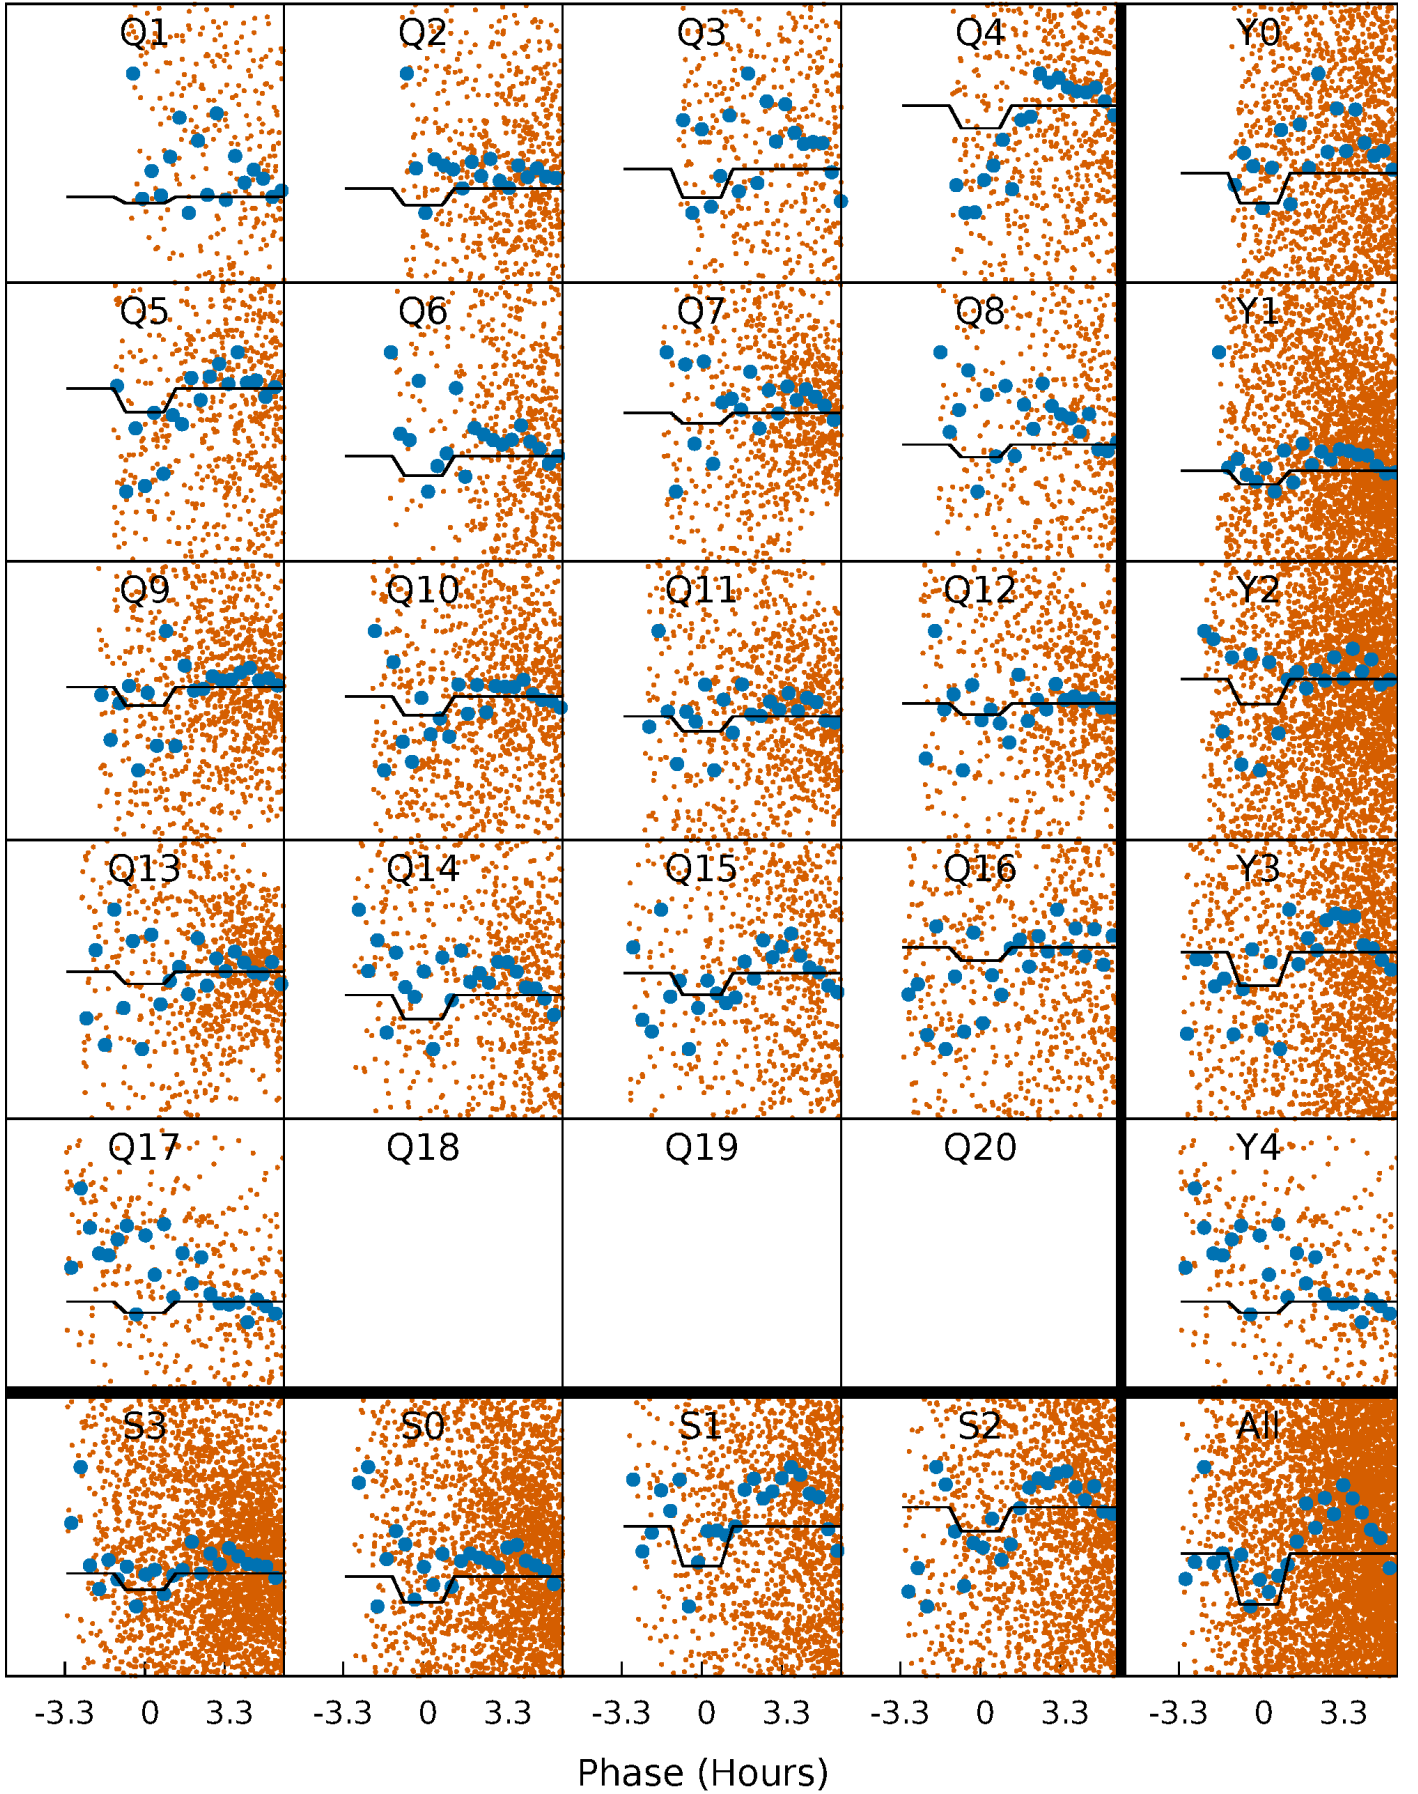 Q1 Q2 Q3 Q4 Y0
Q5 Q6 Q7 Q8 Y1
Q9 Q10 Q11 Q12 Y2
Q13 Q14 Q15 Q16 Y3
Q17 Q18 Q19 Q20 Y4
S3 S0 S1 S2 All
-3.3 0 3.3 -3.3 0 3.3 -3.3 0 3.3 -3.3 0 3.3 -3.3 0 3.3
Phase (Hours)